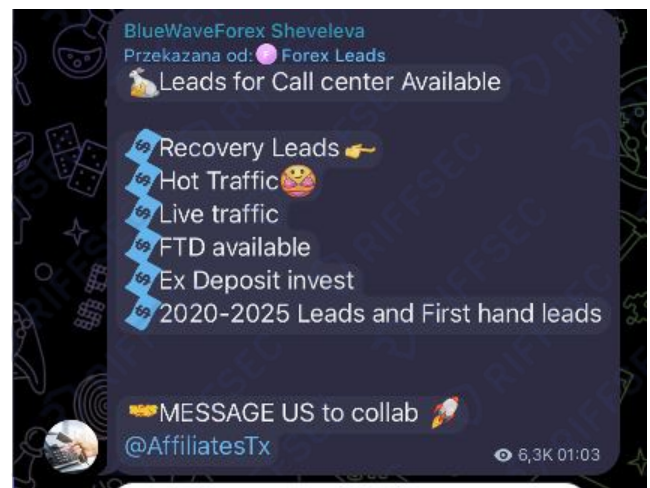 BlueWaveForex Sheveleva
Przekazana od: F Forex Leads
Leads for Call center Available
Recovery Leads
Hot Traffic
Live traffic
FTD available
Ex Deposit invest
2020-2025 Leads and First hand leads
MESSAGE US to collab
@AffiliatesTx
6,3K 01:03
RIFFSEC